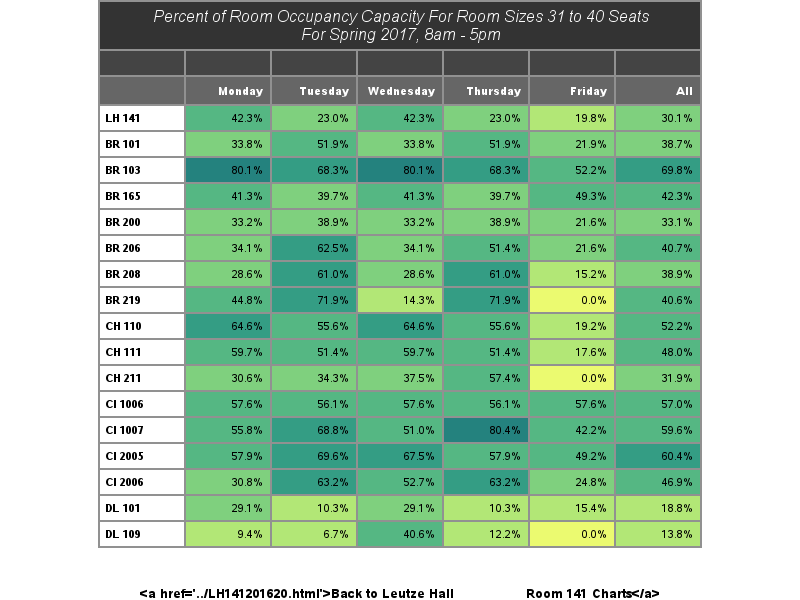 Percent of Room Occupancy Capacity For Room Sizes 31 to 40 Seats
For Spring 2017, 8am - 5pm
Monday Tuesday Wednesday Thursday Friday All
LH 141 42.3% 23.0% 42.3% 23.0% 19.8% 30.1%
BR 101 33.8% 51.9% 33.8% 51.9% 21.9% 38.7%
BR 103 80.1% 68.3% 80.1% 68.3% 52.2% 69.8%
BR 165 41.3% 39.7% 41.3% 39.7% 49.3% 42.3%
BR 200 33.2% 38.9% 33.2% 38.9% 21.6% 33.1%
BR 206 34.1% 62.5% 34.1% 51.4% 21.6% 40.7%
BR 208 28.6% 61.0% 28.6% 61.0% 15.2% 38.9%
BR 219 44.8% 71.9% 14.3% 71.9% 0.0% 40.6%
CH 110 64.6% 55.6% 64.6% 55.6% 19.2% 52.2%
CH 111 59.7% 51.4% 59.7% 51.4% 17.6% 48.0%
CH 211 30.6% 34.3% 37.5% 57.4% 0.0% 31.9%
CI 1006 57.6% 56.1% 57.6% 56.1% 57.6% 57.0%
CI 1007 55.8% 68.8% 51.0% 80.4% 42.2% 59.6%
CI 2005 57.9% 69.6% 67.5% 57.9% 49.2% 60.4%
CI 2006 30.8% 63.2% 52.7% 63.2% 24.8% 46.9%
DL 101 29.1% 10.3% 29.1% 10.3% 15.4% 18.8%
DL 109 9.4% 6.7% 40.6% 12.2% 0.0% 13.8%
<a href='../LH141201620.html'>Back to Leutze Hall Room 141 Charts</a>